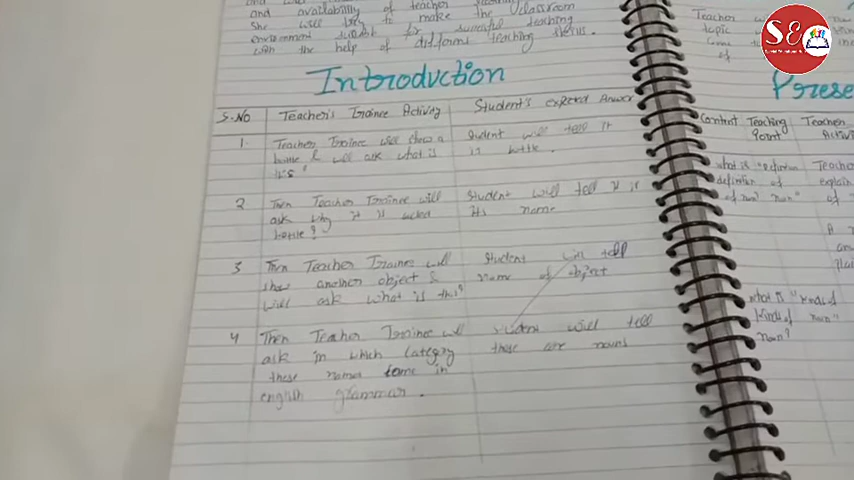 and availability of teacher
She will try to make the classroom
environment for successful teaching
with the help of different teaching skills.
Introduction
S.NO Teacher's Trainee Activity Student's expectd Answer
1. Teacher Trainee will show a
bottle & will ask what is
it's?
Student will tell it
is bottle.
2 Then Teacher Trainee will
ask why it is called
bottle?
Student will tell it is
its name
3 Then Teacher Trainee will
show another object &
will ask what is this?
Student will tell
name of object
4 Then Teacher Trainee will
ask in which category
these names come in
english grammar.
Student will tell
these are nouns
Teacher
topic
of
Prese
Content Teaching
Point
Teacher
Activi
what is "definition
definition of
of noun" noun"
Teacher
explain
of
what is "kinds of
kinds of noun"
noun?
SEO